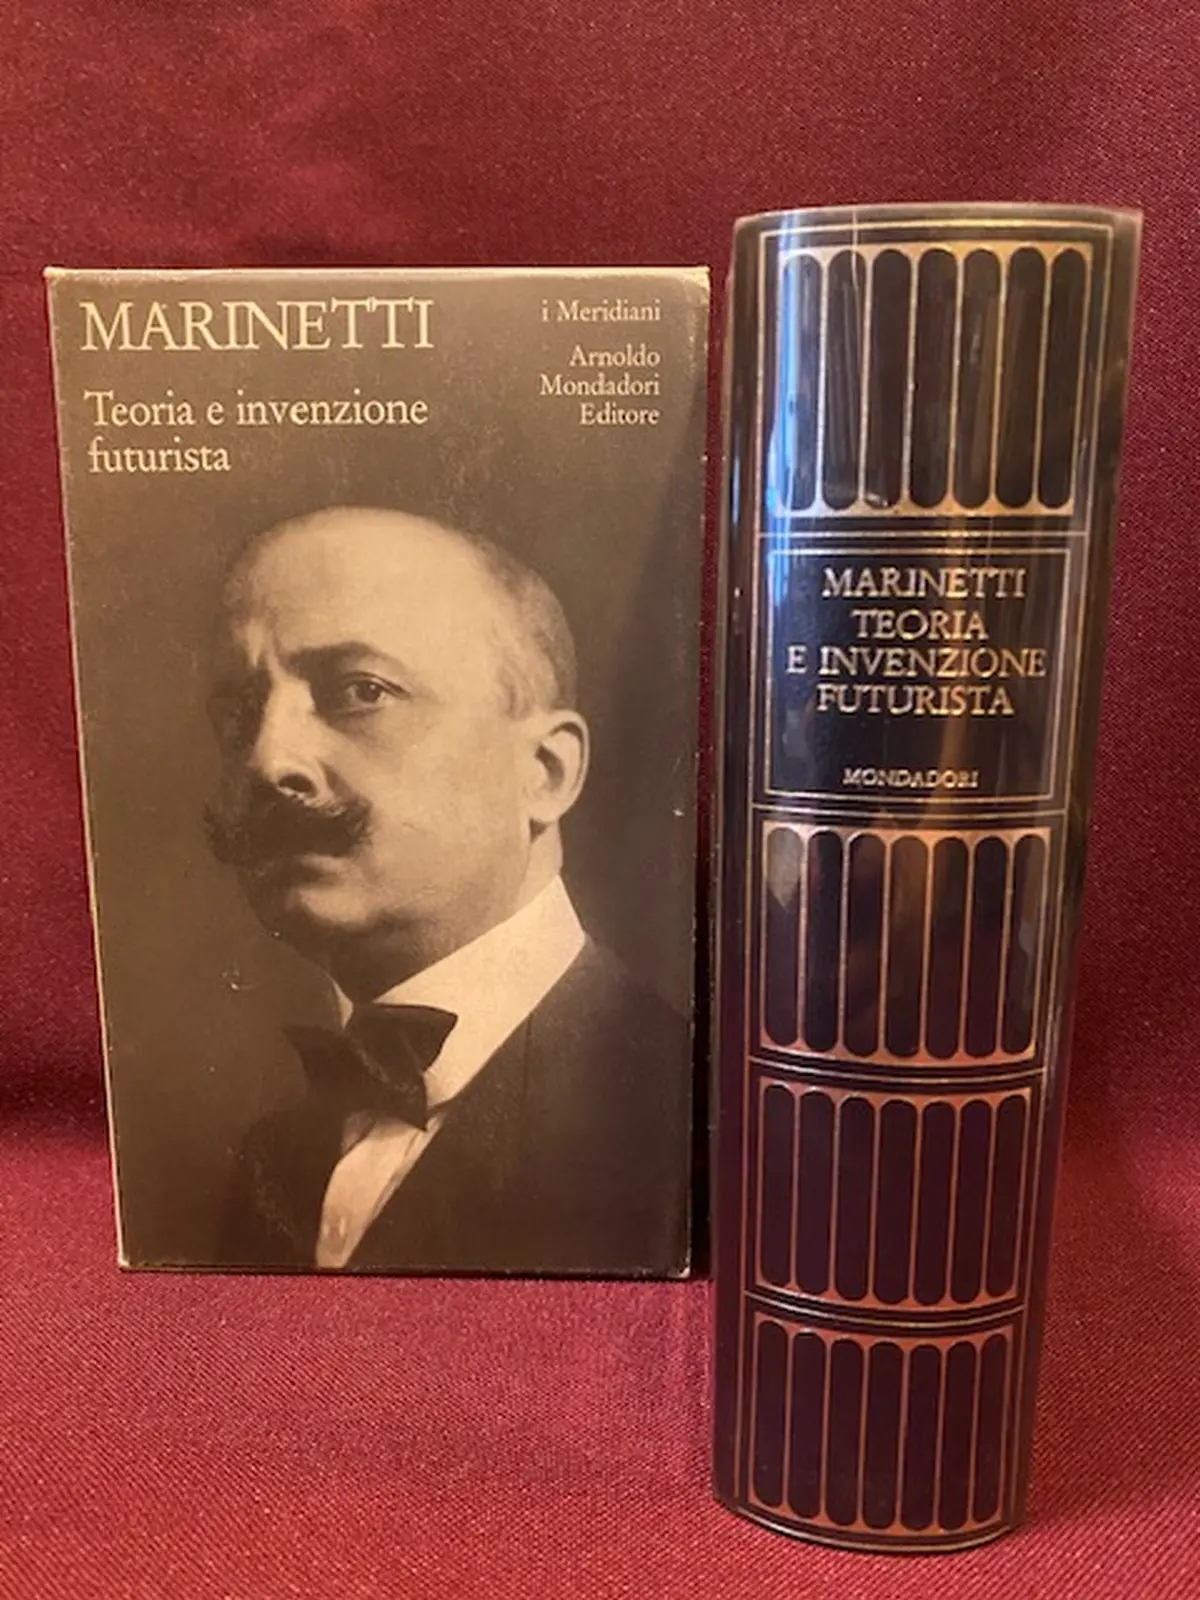 MARINETTI
Teoria e invenzione
futurista
i Meridiani
Arnoldo
Mondadori
Editore
MARINETTI
TEORIA
E INVENZIONE
FUTURISTA
MONDADORI